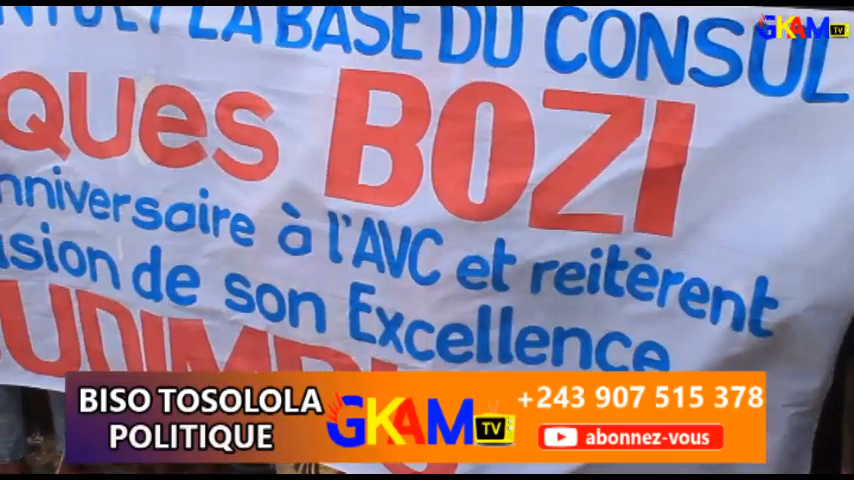 LA BASE DU CONSUL
GKAM TV
QUES BOZI
nniversaire à l'AVC et reitèrent
sion de son Excellence
BISO TOSOLOLA
POLITIQUE
GKAM TV
+243 907 515 378
abonnez-vous